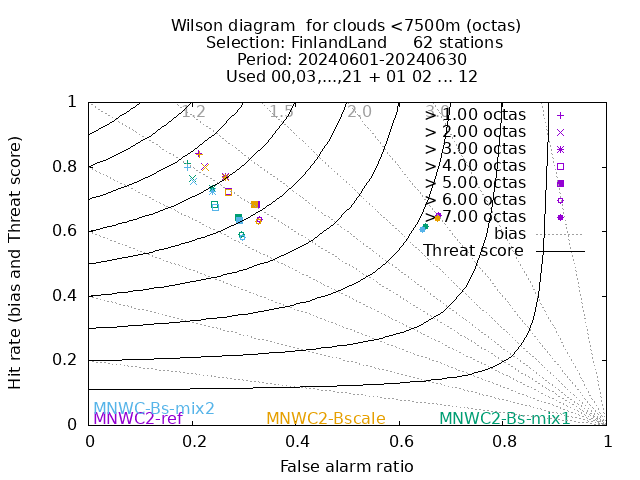 Wilson diagram  for clouds <7500m (octas)
Selection: FinlandLand     62 stations
Period: 20240601-20240630
Used 00,03,...,21 + 01 02 ... 12
Hit rate (bias and Threat score)
1
0.8
0.6
0.4
0.2
0
1.2 1.5 2.0 3.0
> 1.00 octas
> 2.00 octas
> 3.00 octas
> 4.00 octas
> 5.00 octas
> 6.00 octas
> 7.00 octas
bias
Threat score
MNWC-Bs-mix2
MNWC2-ref MNWC2-Bscale MNWC2-Bs-mix1
0 0.2 0.4 0.6 0.8 1
False alarm ratio